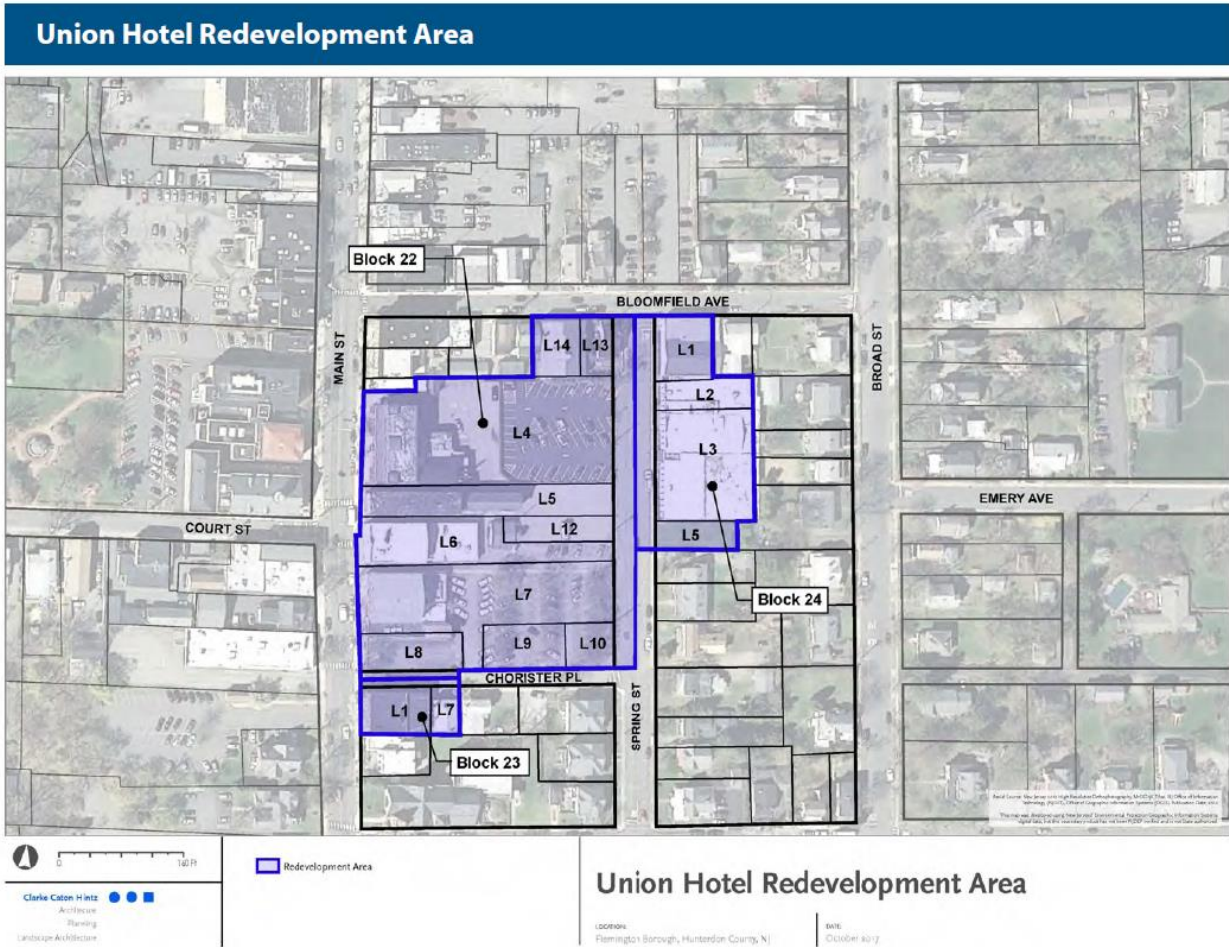 Union Hotel Redevelopment Area
Block 22
BLOOMFIELD AVE
MAIN ST
BROAD ST
L14
L13
L1
L2
L4
L3
L5
EMERY AVE
COURT ST
L12
L6
L5
L7
Block 24
L9
L10
L8
CHORISTER PL
L1
L7
SPRING ST
Block 23
0
160 Ft
Redevelopment Area
Union Hotel Redevelopment Area
Clarke Caton Hintz
Architecture
Planning
Landscape Architecture
LOCATION:
Flemington Borough, Hunterdon County, NJ
DATE:
October 2017